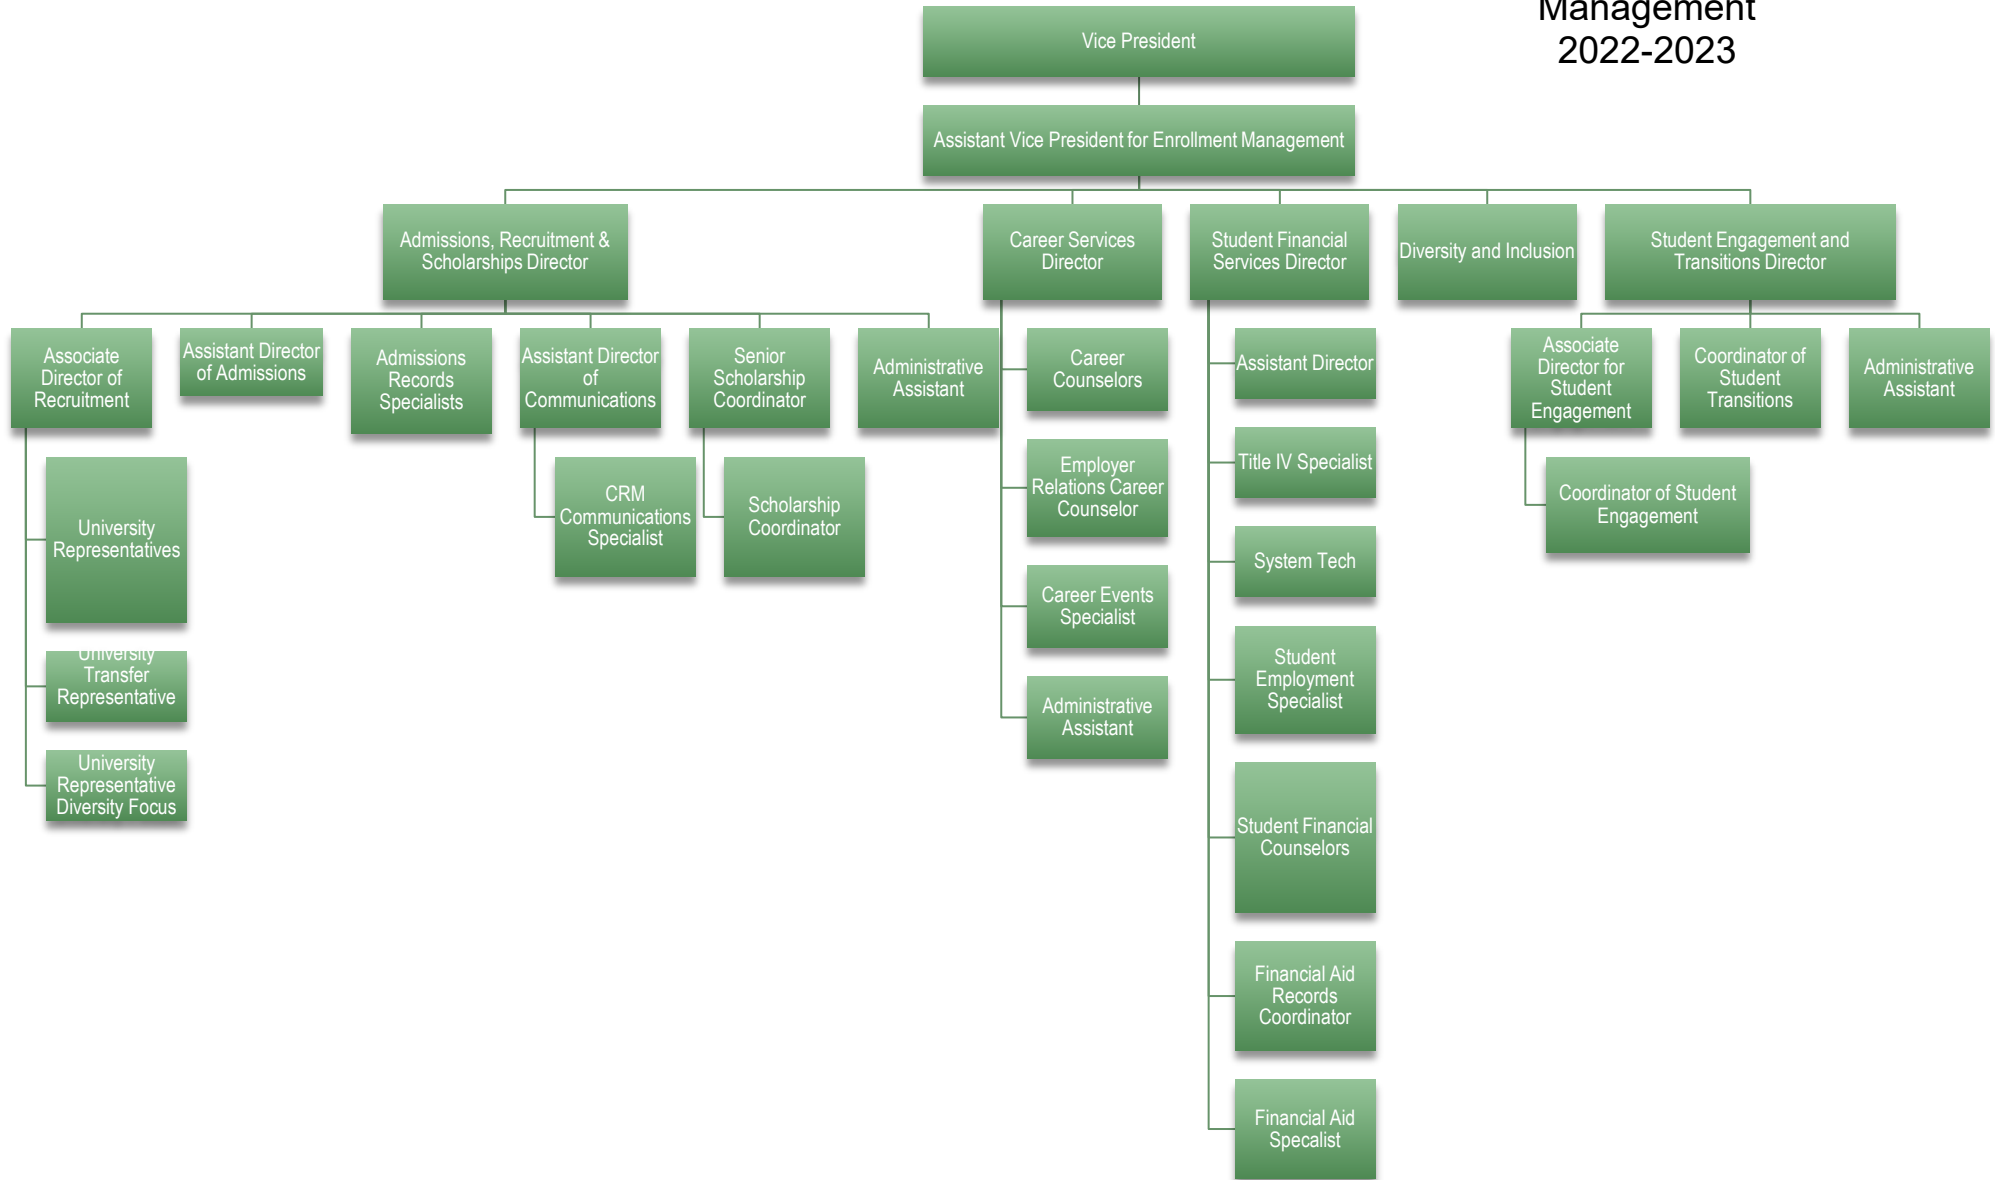 Management
2022-2023
Vice President
Assistant Vice President for Enrollment Management
Admissions, Recruitment &
Scholarships Director
Career Services
Director
Student Financial
Services Director
Diversity and Inclusion
Student Engagement and
Transitions Director
Associate
Director of
Recruitment
Assistant Director
of Admissions
Admissions
Records
Specialists
Assistant Director
of
Communications
Senior
Scholarship
Coordinator
Administrative
Assistant
University
Representatives
University
Transfer
Representative
University
Representative
Diversity Focus
CRM
Communications
Specialist
Scholarship
Coordinator
Career
Counselors
Employer
Relations Career
Counselor
Career Events
Specialist
Administrative
Assistant
Assistant Director
Title IV Specialist
System Tech
Student
Employment
Specialist
Student Financial
Counselors
Financial Aid
Records
Coordinator
Financial Aid
Specalist
Associate
Director for
Student
Engagement
Coordinator of
Student
Transitions
Administrative
Assistant
Coordinator of Student
Engagement